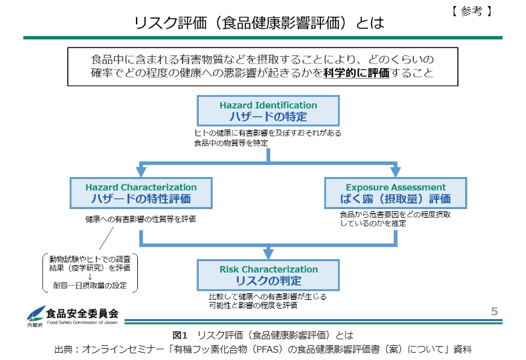 【 参考 】
リスク評価（食品健康影響評価）とは
食品中に含まれる有害物質などを摂取することにより、どのくらいの
確率でどの程度の健康への悪影響が起きるかを科学的に評価すること
Hazard Identification
ハザードの特定
ヒトの健康に有害影響を及ぼすおそれがある
食品中の物質等を特定
Hazard Characterization
ハザードの特性評価
健康への有害影響の性質等を評価
Exposure Assessment
ばく露（摂取量）評価
食品から危害要因をどの程度摂取
しているのかを推定
動物試験やヒトでの調査
結果（疫学研究）を評価
↓
耐容一日摂取量の設定
Risk Characterization
リスクの判定
比較して健康への有害影響が生じる
可能性と影響の程度を評価
内閣府
食品安全委員会
Food Safety Commission of Japan
5
図1　リスク評価（食品健康影響評価）とは
出典：オンラインセミナー「有機フッ素化合物（PFAS）の食品健康影響評価書（案）について」資料